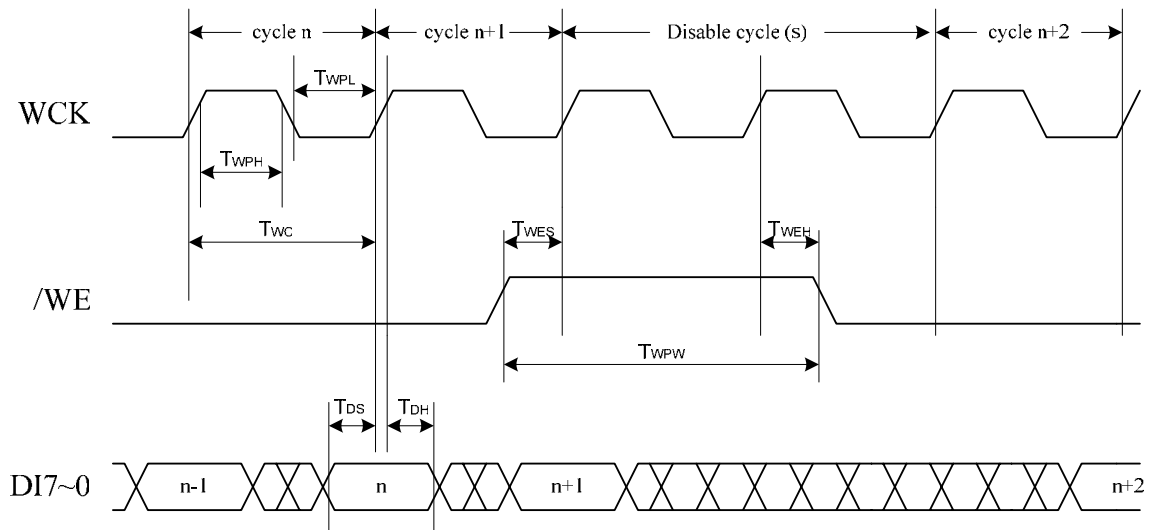 cycle n cycle n+1 Disable cycle (s) cycle n+2
TWPL
WCK
TWPH
TWC TWES TWEH
/WE
TWPW
TDS TDH
DI7~0 n-1 n n+1 n+2